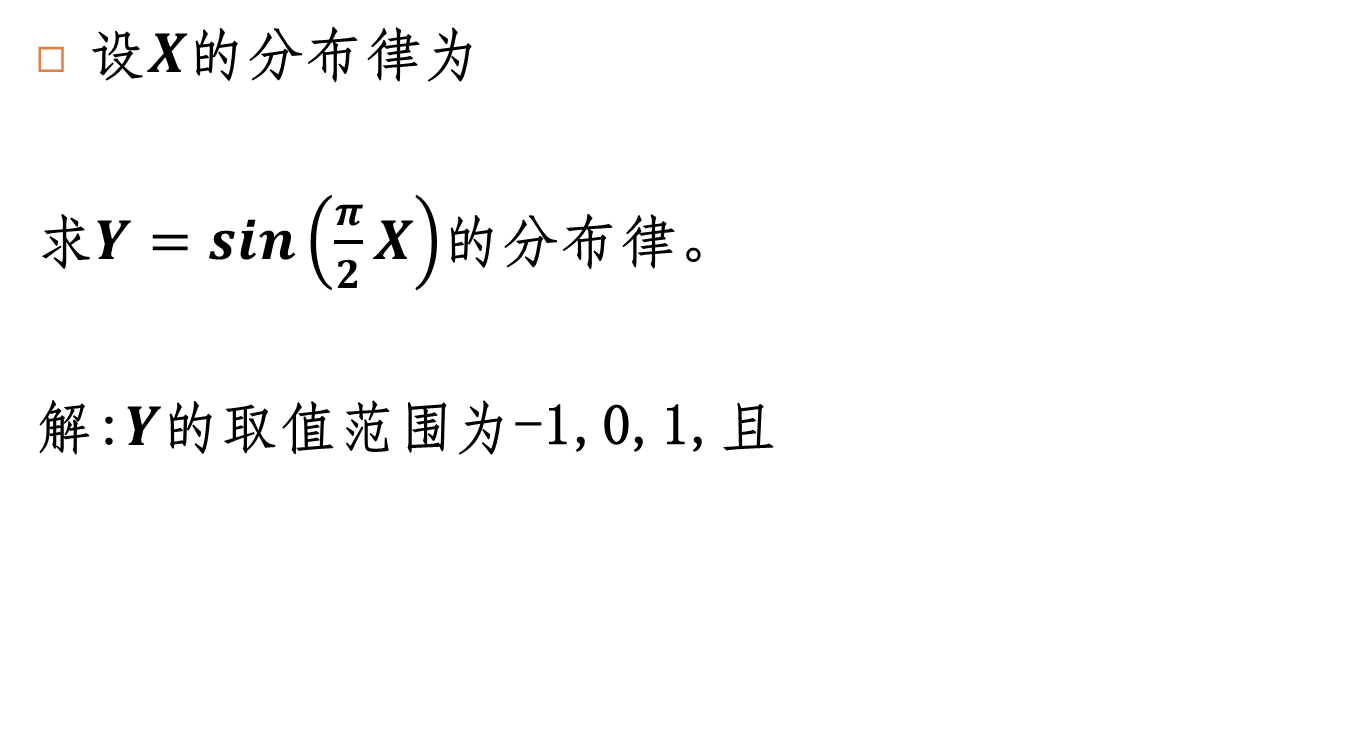 设X的分布律为
求Y = sin(π/2 X)的分布律。
解:Y的取值范围为-1,0,1,且